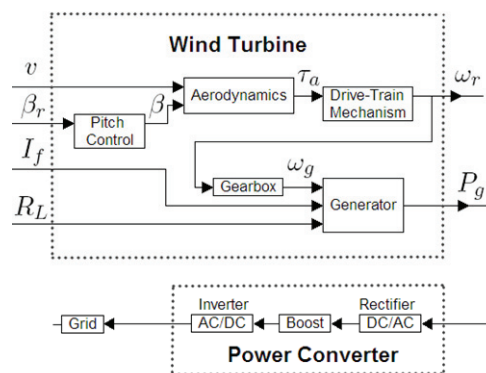 Wind Turbine
v
τ_a
ω_r
Aerodynamics
Drive-Train
Mechanism
β_r
β
Pitch
Control
I_f
ω_g
Gearbox
Generator
P_g
R_L
Inverter
Rectifier
Grid
AC/DC
Boost
DC/AC
Power Converter